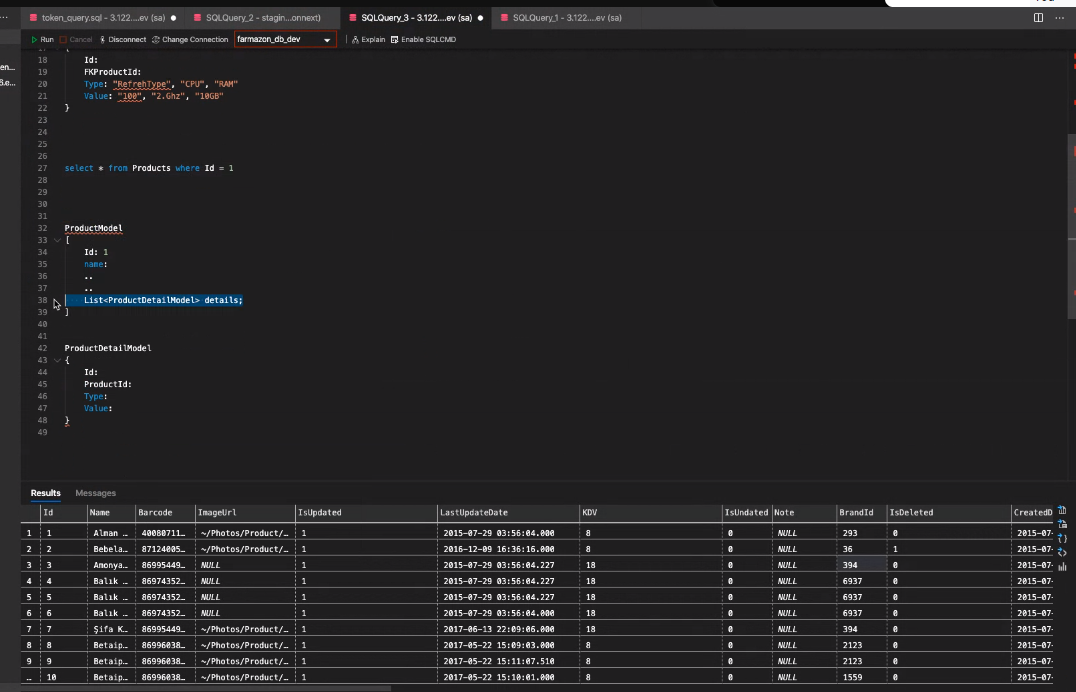 token_query.sql - 3.122....ev (sa) SQLQuery_2 - stagin...onnext) SQLQuery_3 - 3.122....ev (sa) SQLQuery_1 - 3.122....ev (sa)
Run Cancel Disconnect Change Connection farmazon_db_dev Explain Enable SQLCMD
en...
6.e...
18 Id:
19 FKProductId:
20 Type: "RefrehType", "CPU", "RAM"
21 Value: "100", "2.Ghz", "10GB"
22 }
23
24
25
26
27 select * from Products where Id = 1
28
29
30
31
32 ProductModel
33 [
34 Id: 1
35 name:
36 ..
37 ..
38 List<ProductDetailModel> details;
39 ]
40
41
42 ProductDetailModel
43 {
44 Id:
45 ProductId:
46 Type:
47 Value:
48 }
49
Results Messages
Id Name Barcode ImageUrl IsUpdated LastUpdateDate KDV IsUndated Note BrandId IsDeleted CreatedD
1 1 Alman … 40080711… ~/Photos/Product/… 1 2015-07-29 03:56:04.000 8 0 NULL 293 0 2015-07-
2 2 Bebela… 87124005… ~/Photos/Product/… 1 2016-12-09 16:36:16.000 8 0 NULL 36 1 2015-07-
3 3 Amonya… 86995449… NULL 1 2015-07-29 03:56:04.227 18 0 NULL 394 0 2015-07-
4 4 Balık … 86974352… NULL 1 2015-07-29 03:56:04.227 18 0 NULL 6937 0 2015-07-
5 5 Balık … 86974352… NULL 1 2015-07-29 03:56:04.227 18 0 NULL 6937 0 2015-07-
6 6 Balık … 86974352… NULL 1 2015-07-29 03:56:04.000 18 0 NULL 6937 0 2015-07-
7 7 Şifa K… 86995449… ~/Photos/Product/… 1 2017-06-13 22:09:06.000 18 0 NULL 394 0 2015-07-
8 8 Betaip… 86996038… ~/Photos/Product/… 1 2017-05-22 15:09:03.000 8 0 NULL 2123 0 2015-07-
9 9 Betaip… 86996038… ~/Photos/Product/… 1 2017-05-22 15:11:07.510 8 0 NULL 2123 0 2015-07-
… 10 Betaip… 86996038… ~/Photos/Product/… 1 2017-05-22 15:10:01.000 8 0 NULL 1559 0 2015-07-